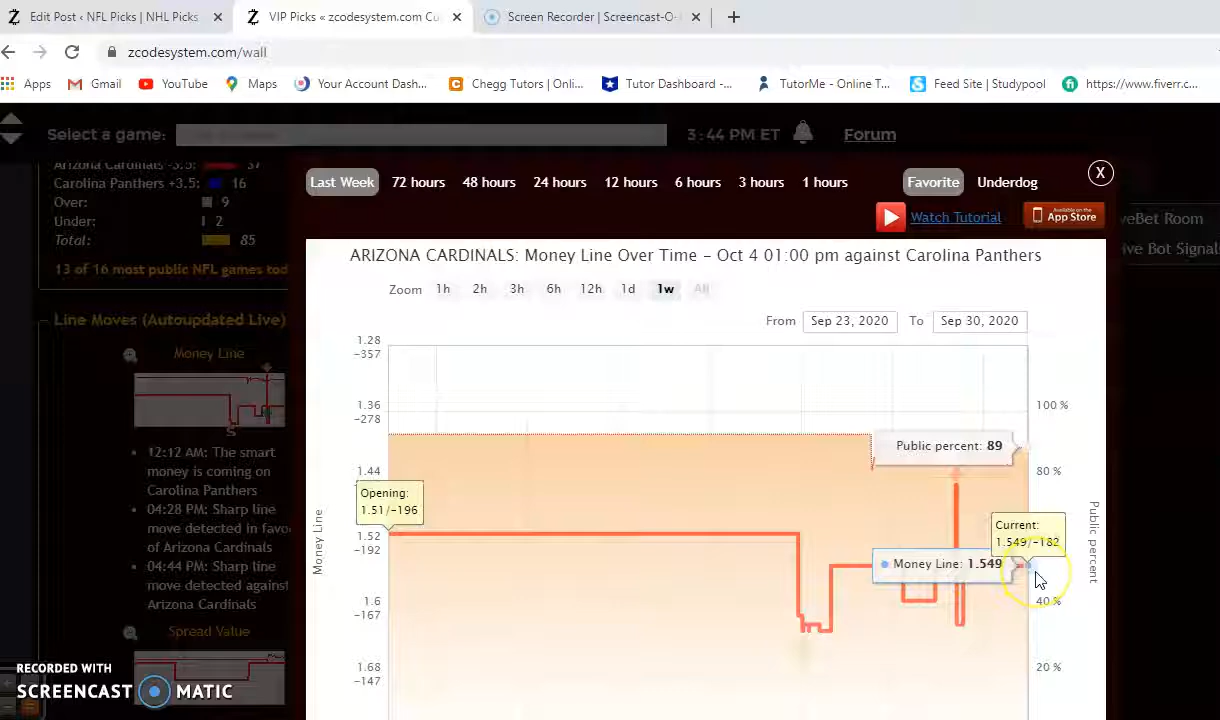 Edit Post ‹ NFL Picks | NHL Picks
VIP Picks « zcodesystem.com Cu
Screen Recorder | Screencast-O-
zcodesystem.com/wall
Apps Gmail YouTube Maps Your Account Dash... Chegg Tutors | Onli... Tutor Dashboard -... TutorMe - Online T... Feed Site | Studypool https://www.fiverr.c...
Select a game: 3:44 PM ET Forum
Arizona Cardinals -3.5: 37
Carolina Panthers +3.5: 16
Over: 9
Under: 2
Total: 85
13 of 16 most public NFL games tod
Line Moves (Autoupdated Live)
Money Line
12:12 AM: The smart
money is coming on
Carolina Panthers
04:28 PM: Sharp line
move detected in favo
of Arizona Cardinals
04:44 PM: Sharp line
move detected against
Arizona Cardinals
Spread Value
Last Week 72 hours 48 hours 24 hours 12 hours 6 hours 3 hours 1 hours Favorite Underdog
X
Watch Tutorial
Available on the
App Store
veBet Room
ive Bot Signal
ARIZONA CARDINALS: Money Line Over Time - Oct 4 01:00 pm against Carolina Panthers
Zoom 1h 2h 3h 6h 12h 1d 1w All
From Sep 23, 2020 To Sep 30, 2020
1.28
-357
1.36
-278
1.44
1.52
-192
1.6
-167
1.68
-147
Money Line
Opening:
1.51/-196
Public percent: 89
Current:
1.549/-182
Money Line: 1.549
100 %
80 %
40 %
20 %
Public percent
RECORDED WITH
SCREENCAST MATIC